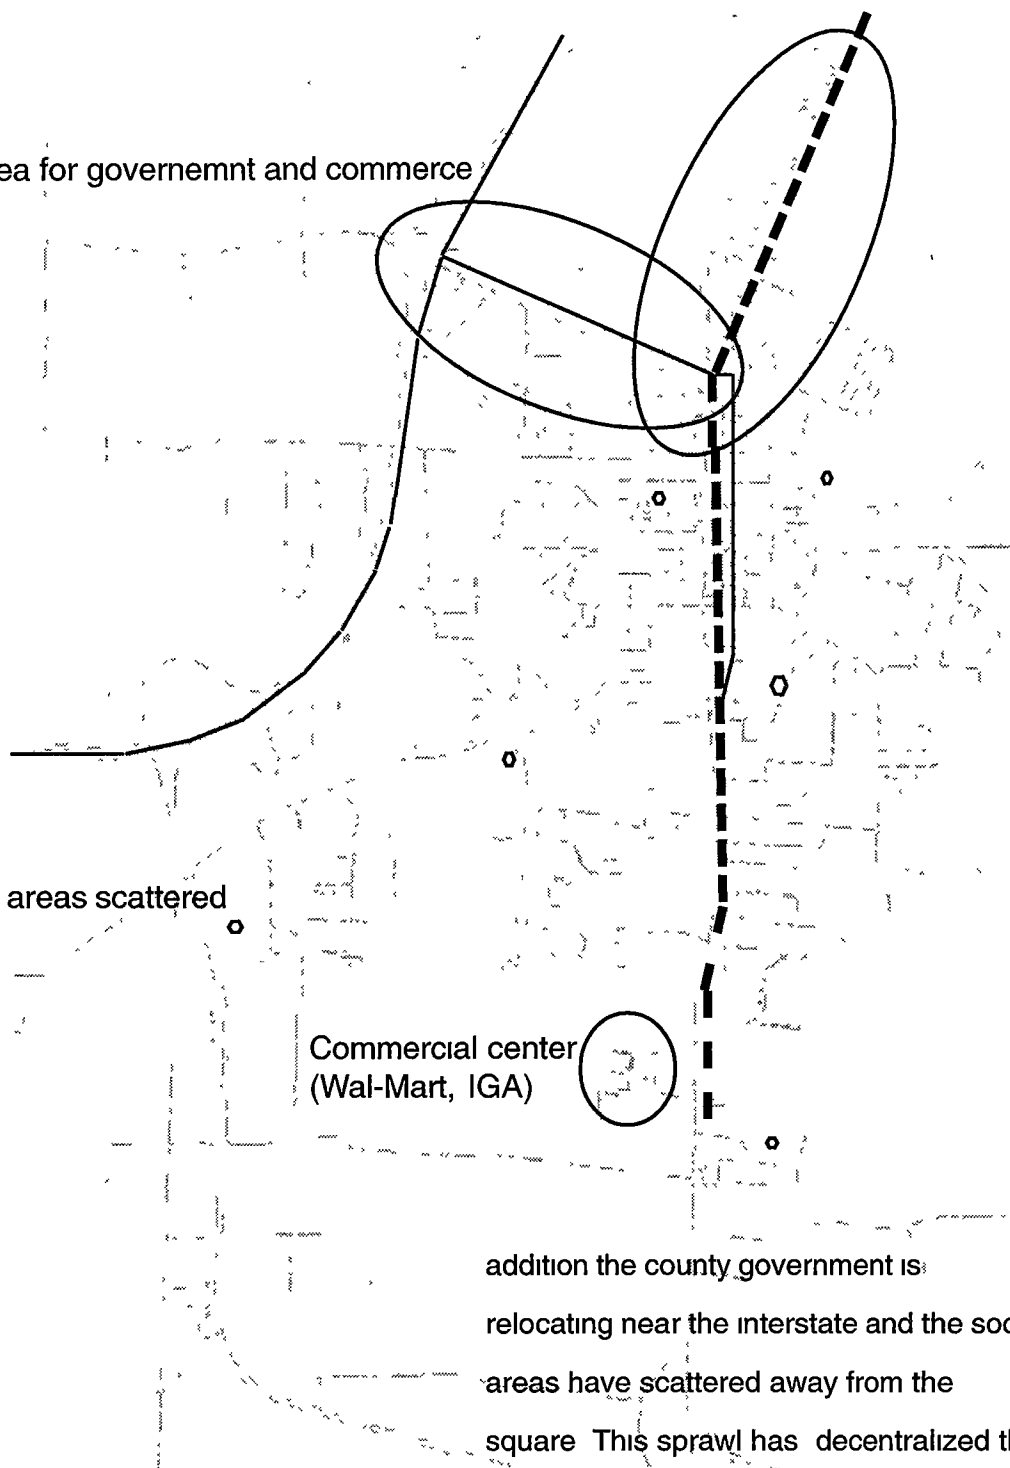 ea for governemnt and commerce
areas scattered
Commercial center
(Wal-Mart, IGA)
addition the county government is
relocating near the interstate and the soc
areas have scattered away from the
square This sprawl has decentralized th